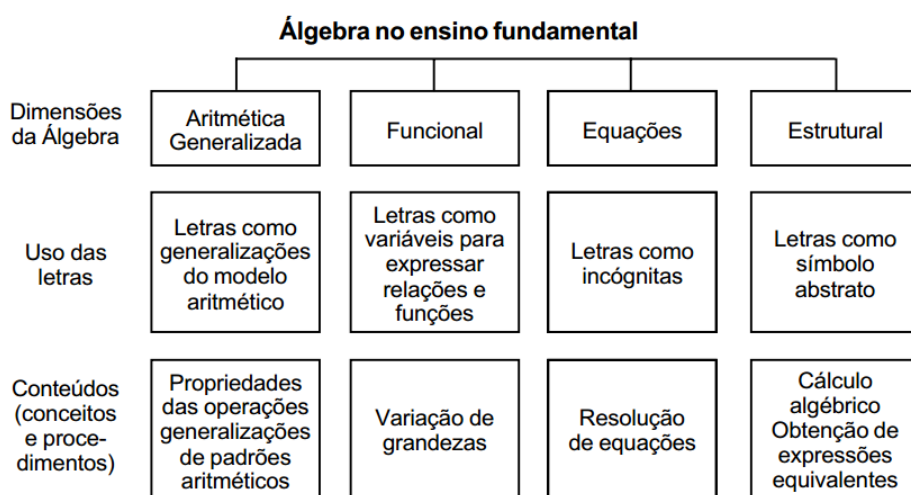 Álgebra no ensino fundamental
Dimensões
da Álgebra
Aritmética
Generalizada
Funcional
Equações
Estrutural
Uso das
letras
Letras como
generalizações
do modelo
aritmético
Letras como
variáveis para
expressar
relações e
funções
Letras como
incógnitas
Letras como
símbolo
abstrato
Conteúdos
(conceitos
e proce-
dimentos)
Propriedades
das operações
generalizações
de padrões
aritméticos
Variação de
grandezas
Resolução
de equações
Cálculo
algébrico
Obtenção de
expressões
equivalentes